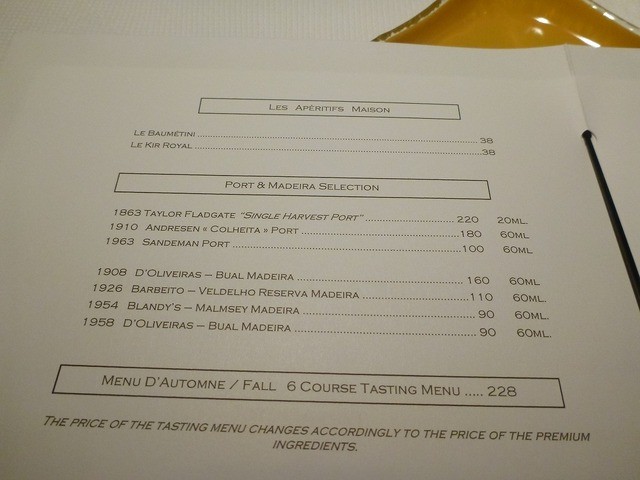 LES APÉRITIFS MAISON
LE BAUMÉTINI ................................................................ 38
LE KIR ROYAL ................................................................38
PORT & MADEIRA SELECTION
1863 TAYLOR FLADGATE "SINGLE HARVEST PORT" ......................... 220 20ML.
1910 ANDRESEN « COLHEITA » PORT .............................................180 60ML
1963 SANDEMAN PORT ................................................................100 60ML
1908 D'OLIVEIRAS – BUAL MADEIRA .............................................. 160 60ML
1926 BARBEITO – VELDELHO RESERVA MADEIRA .............................110 60ML.
1954 BLANDY'S – MALMSEY MADEIRA .............................................. 90 60ML.
1958 D'OLIVEIRAS – BUAL MADEIRA ................................................ 90 60ML.
MENU D'AUTOMNE / FALL 6 COURSE TASTING MENU ..... 228
THE PRICE OF THE TASTING MENU CHANGES ACCORDINGLY TO THE PRICE OF THE PREMIUM
INGREDIENTS.